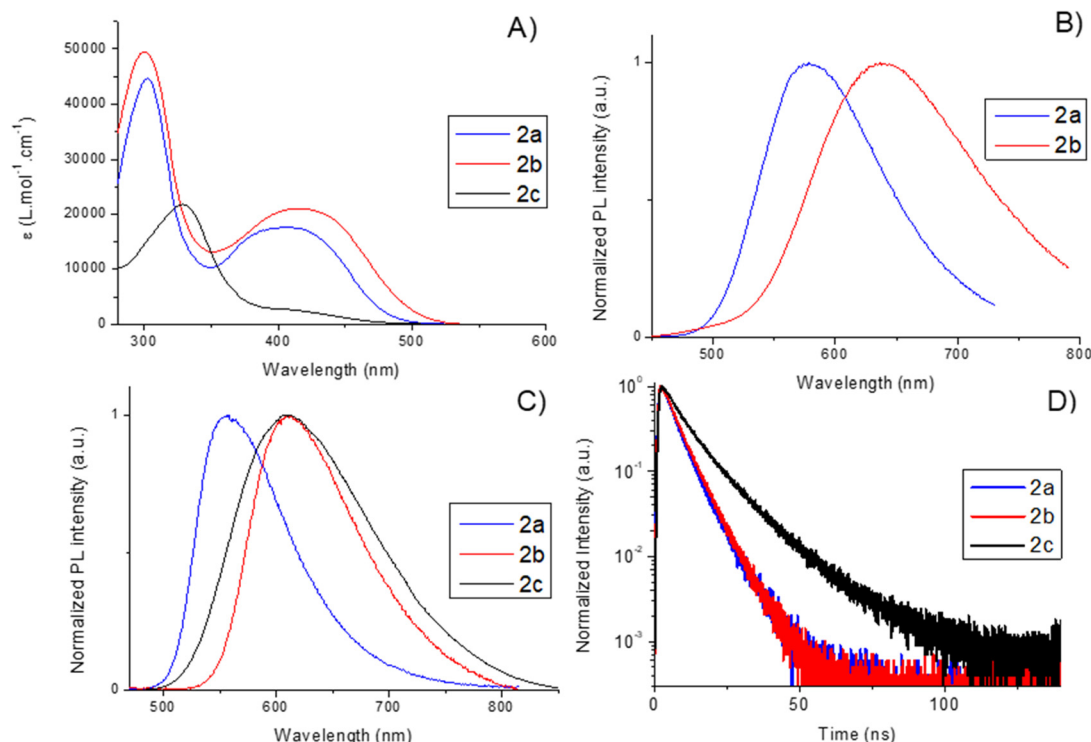 A)
ε (L.mol⁻¹.cm⁻¹)
50000
40000
30000
20000
10000
0
2a
2b
2c
300
400
500
600
Wavelength (nm)
B)
Normalized PL intensity (a.u.)
1
1
2a
2b
500
600
700
800
Wavelength (nm)
C)
Normalized PL intensity (a.u.)
1
1
0
2a
2b
2c
500
600
700
800
Wavelength (nm)
D)
Normalized Intensity (a.u.)
10⁰
10⁻¹
10⁻²
10⁻³
2a
2b
2c
0
50
100
Time (ns)